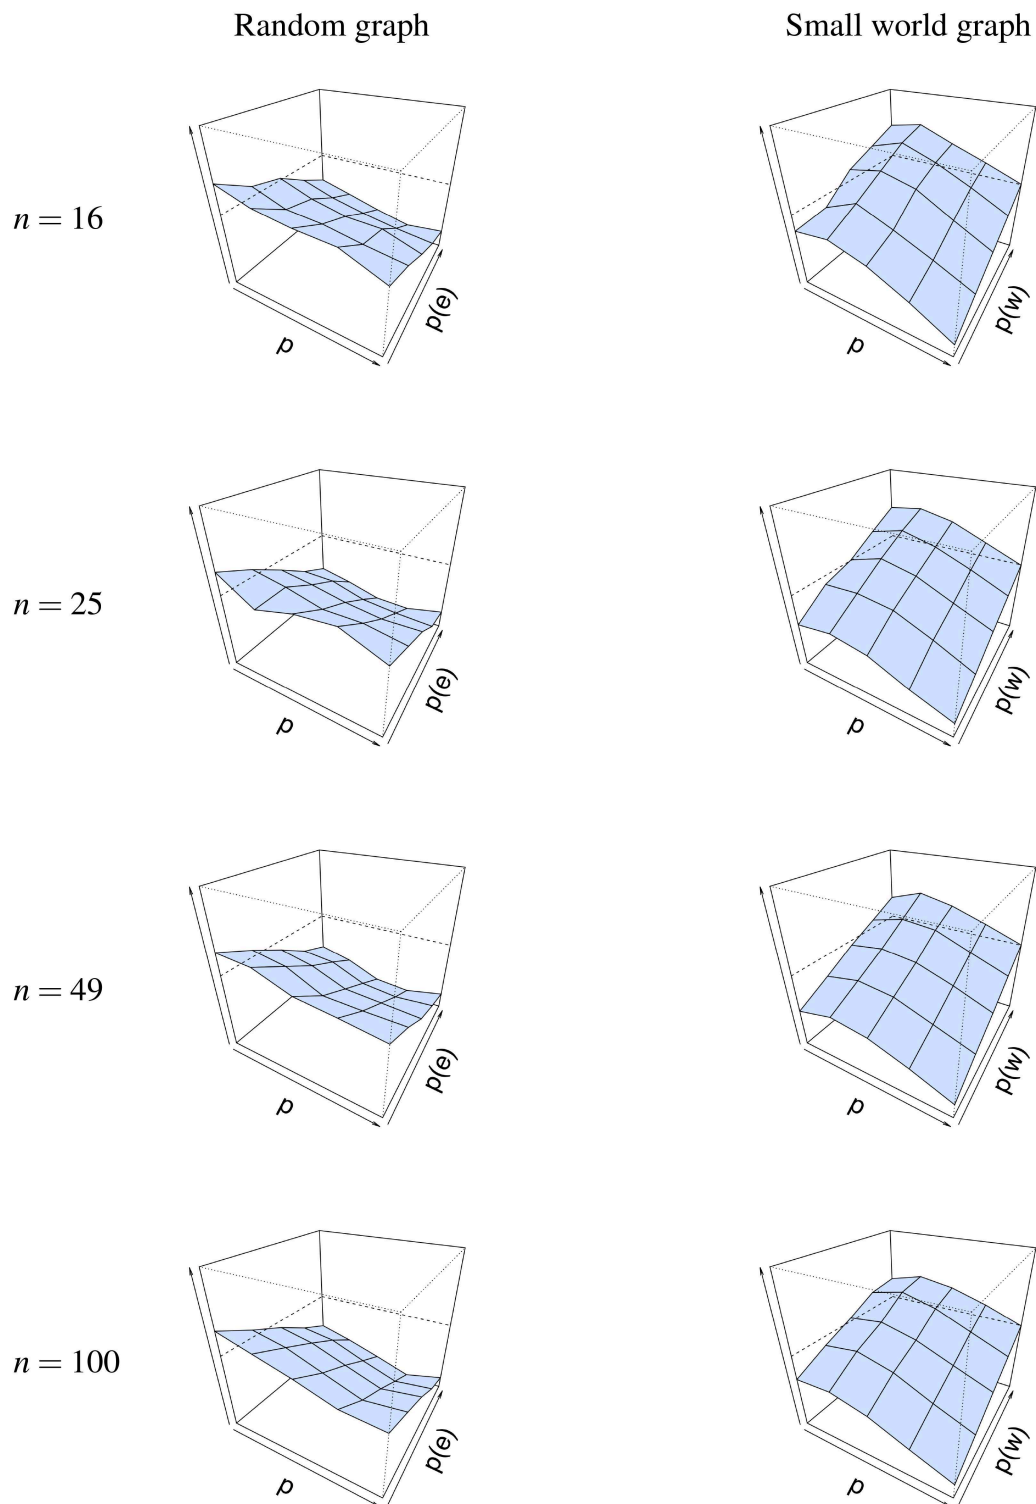 Random graph
Small world graph
n = 16
p
p(e)
p
p(w)
n = 25
p
p(e)
p
p(w)
n = 49
p
p(e)
p
p(w)
n = 100
p
p(e)
p
p(w)